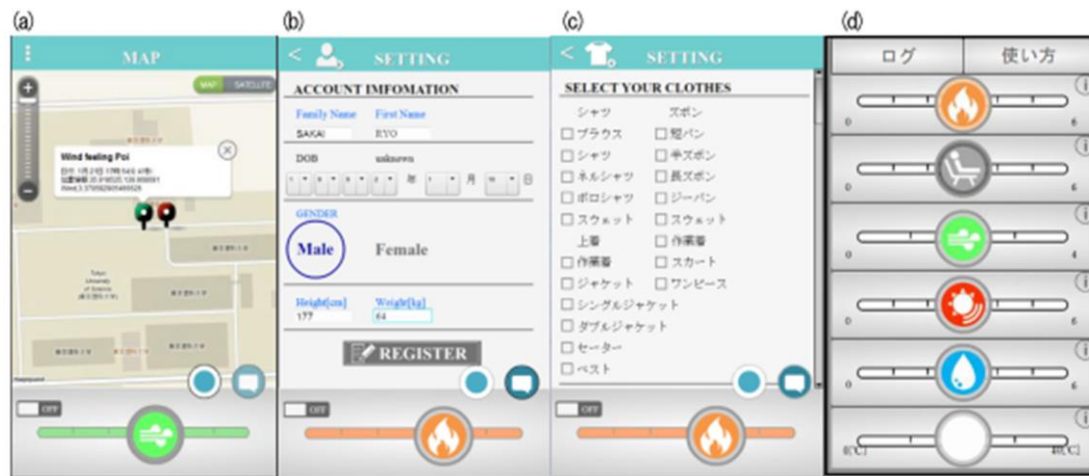 (a)
MAP
MAP SATELLITE
Wind feeling Poi
Tokyo
University
of Science
OFF
(b)
SETTING
ACCOUNT IMFOMATION
Family Name First Name
SAKAI RYO
DOB unknown
年 月 日
GENDER
Male Female
Height[cm] Weight[kg]
177 64
REGISTER
OFF
(c)
SETTING
SELECT YOUR CLOTHES
シャツ ズボン
ブラウス 短パン
シャツ 半ズボン
ネルシャツ 長ズボン
ポロシャツ ジーパン
スウェット スウェット
上着 作業着
作業着 スカート
ジャケット ワンピース
シングルジャケット
ダブルジャケット
セーター
ベスト
OFF
(d)
ログ 使い方
0 6
0 6
0 4
0 6
0 6
0[℃] 40[℃]